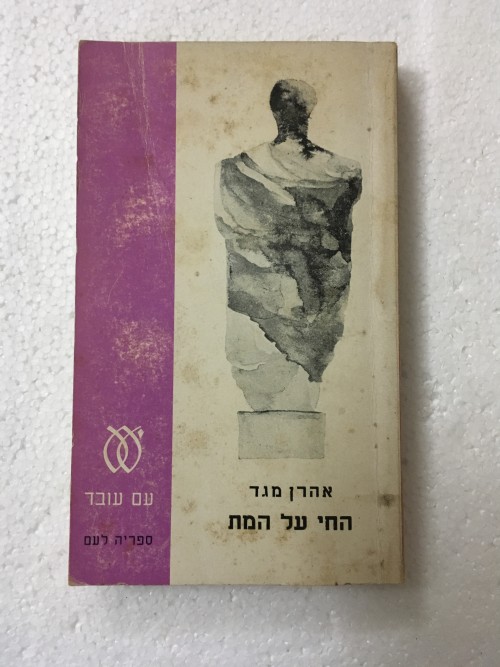 אהרן מגד
החי על המת
עם עובד
ספריה לעם